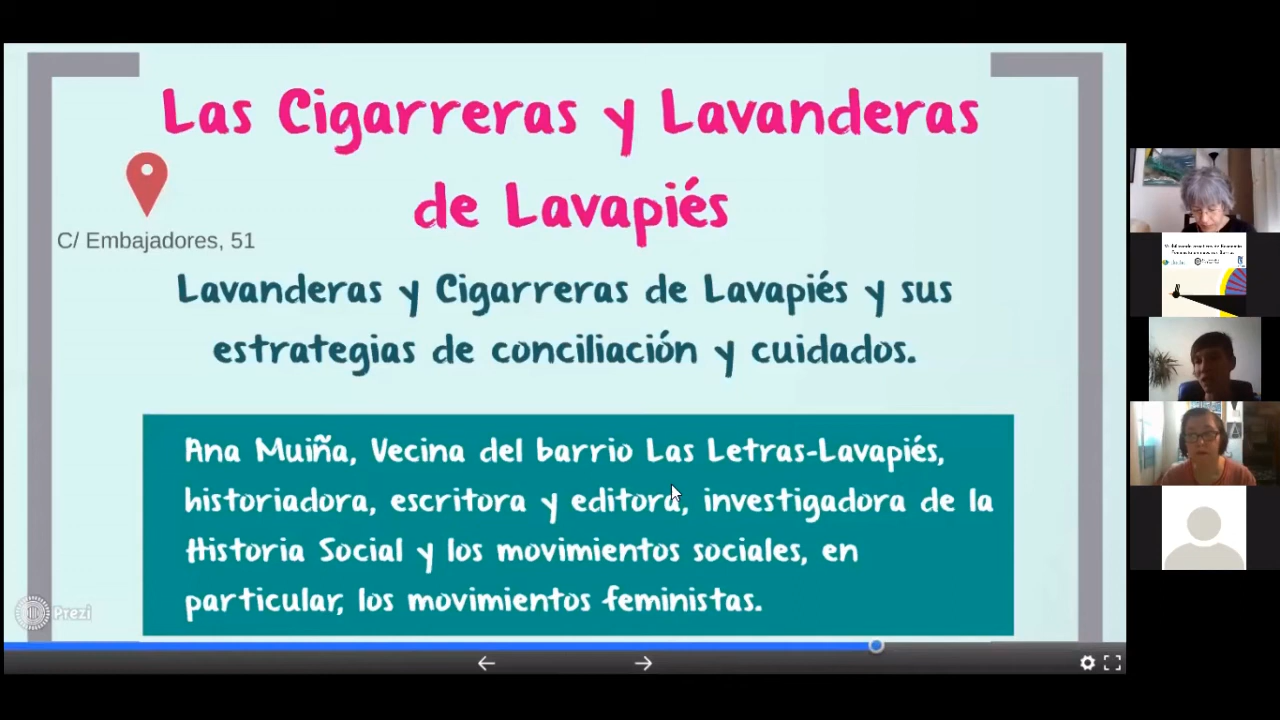 Las Cigarreras y Lavanderas
de Lavapiés
C/ Embajadores, 51
Lavanderas y Cigarreras de Lavapiés y sus
estrategias de conciliación y cuidados.
Ana Muiña, Vecina del barrio Las Letras-Lavapiés,
historiadora, escritora y editora, investigadora de la
Historia Social y los movimientos sociales, en
particular, los movimientos feministas.
Prezi